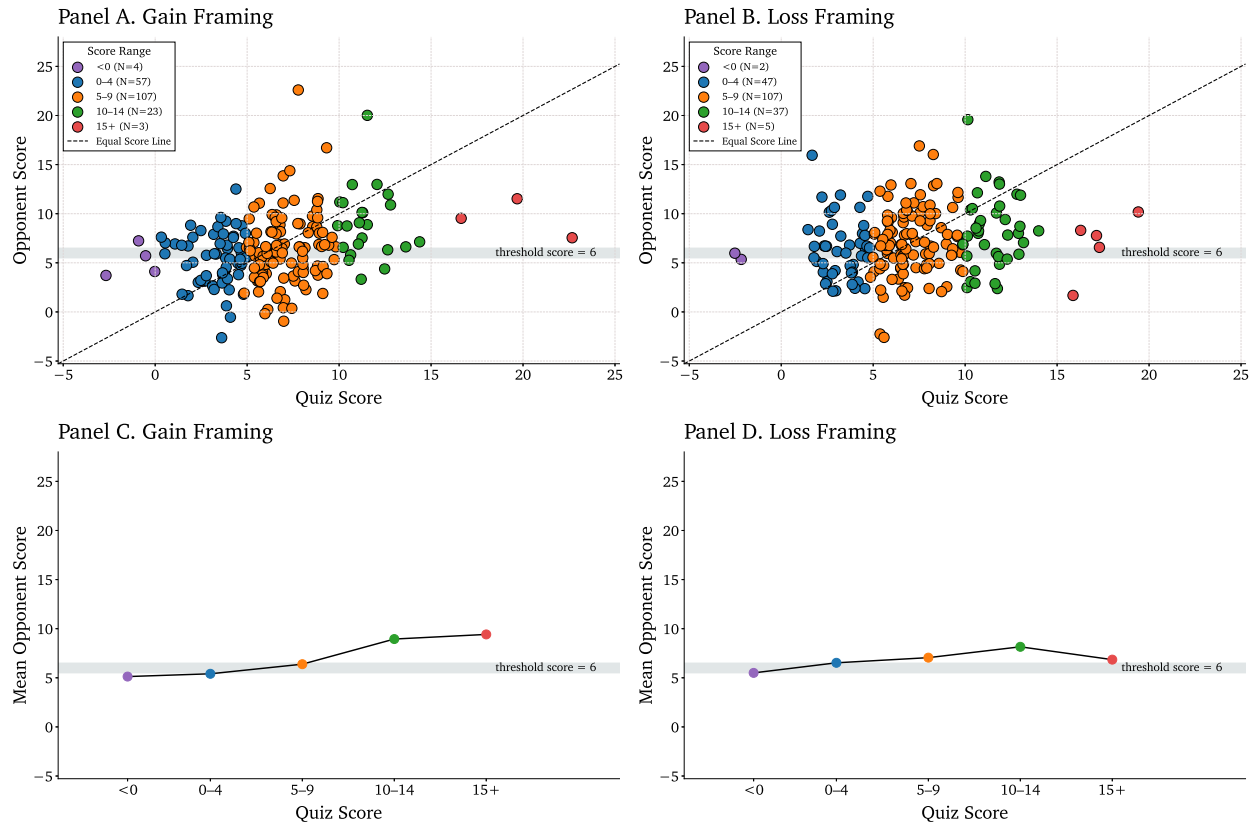 Panel A. Gain Framing
Score Range
<0 (N=4)
0–4 (N=57)
5–9 (N=107)
10–14 (N=23)
15+ (N=3)
Equal Score Line
threshold score = 6
25
20
15
10
5
0
−5
−5 0 5 10 15 20 25
Opponent Score
Quiz Score
Panel B. Loss Framing
Score Range
<0 (N=2)
0–4 (N=47)
5–9 (N=107)
10–14 (N=37)
15+ (N=5)
Equal Score Line
threshold score = 6
25
20
15
10
5
0
−5
−5 0 5 10 15 20 25
Opponent Score
Quiz Score
Panel C. Gain Framing
threshold score = 6
25
20
15
10
5
0
−5
<0 0–4 5–9 10–14 15+
Mean Opponent Score
Quiz Score
Panel D. Loss Framing
threshold score = 6
25
20
15
10
5
0
−5
<0 0–4 5–9 10–14 15+
Mean Opponent Score
Quiz Score